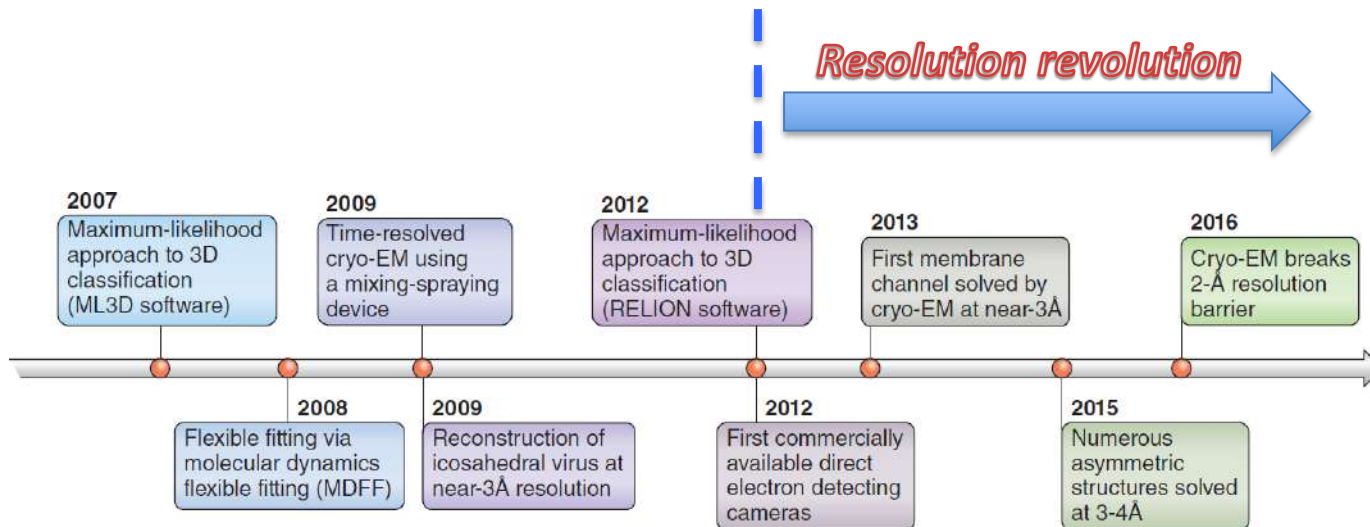 Resolution revolution
2007
Maximum-likelihood
approach to 3D
classification
(ML3D software)
2009
Time-resolved
cryo-EM using
a mixing-spraying
device
2012
Maximum-likelihood
approach to 3D
classification
(RELION software)
2013
First membrane
channel solved by
cryo-EM at near-3Å
2016
Cryo-EM breaks
2-Å resolution
barrier
2008
Flexible fitting via
molecular dynamics
flexible fitting (MDFF)
2009
Reconstruction of
icosahedral virus at
near-3Å resolution
2012
First commercially
available direct
electron detecting
cameras
2015
Numerous
asymmetric
structures solved
at 3-4Å